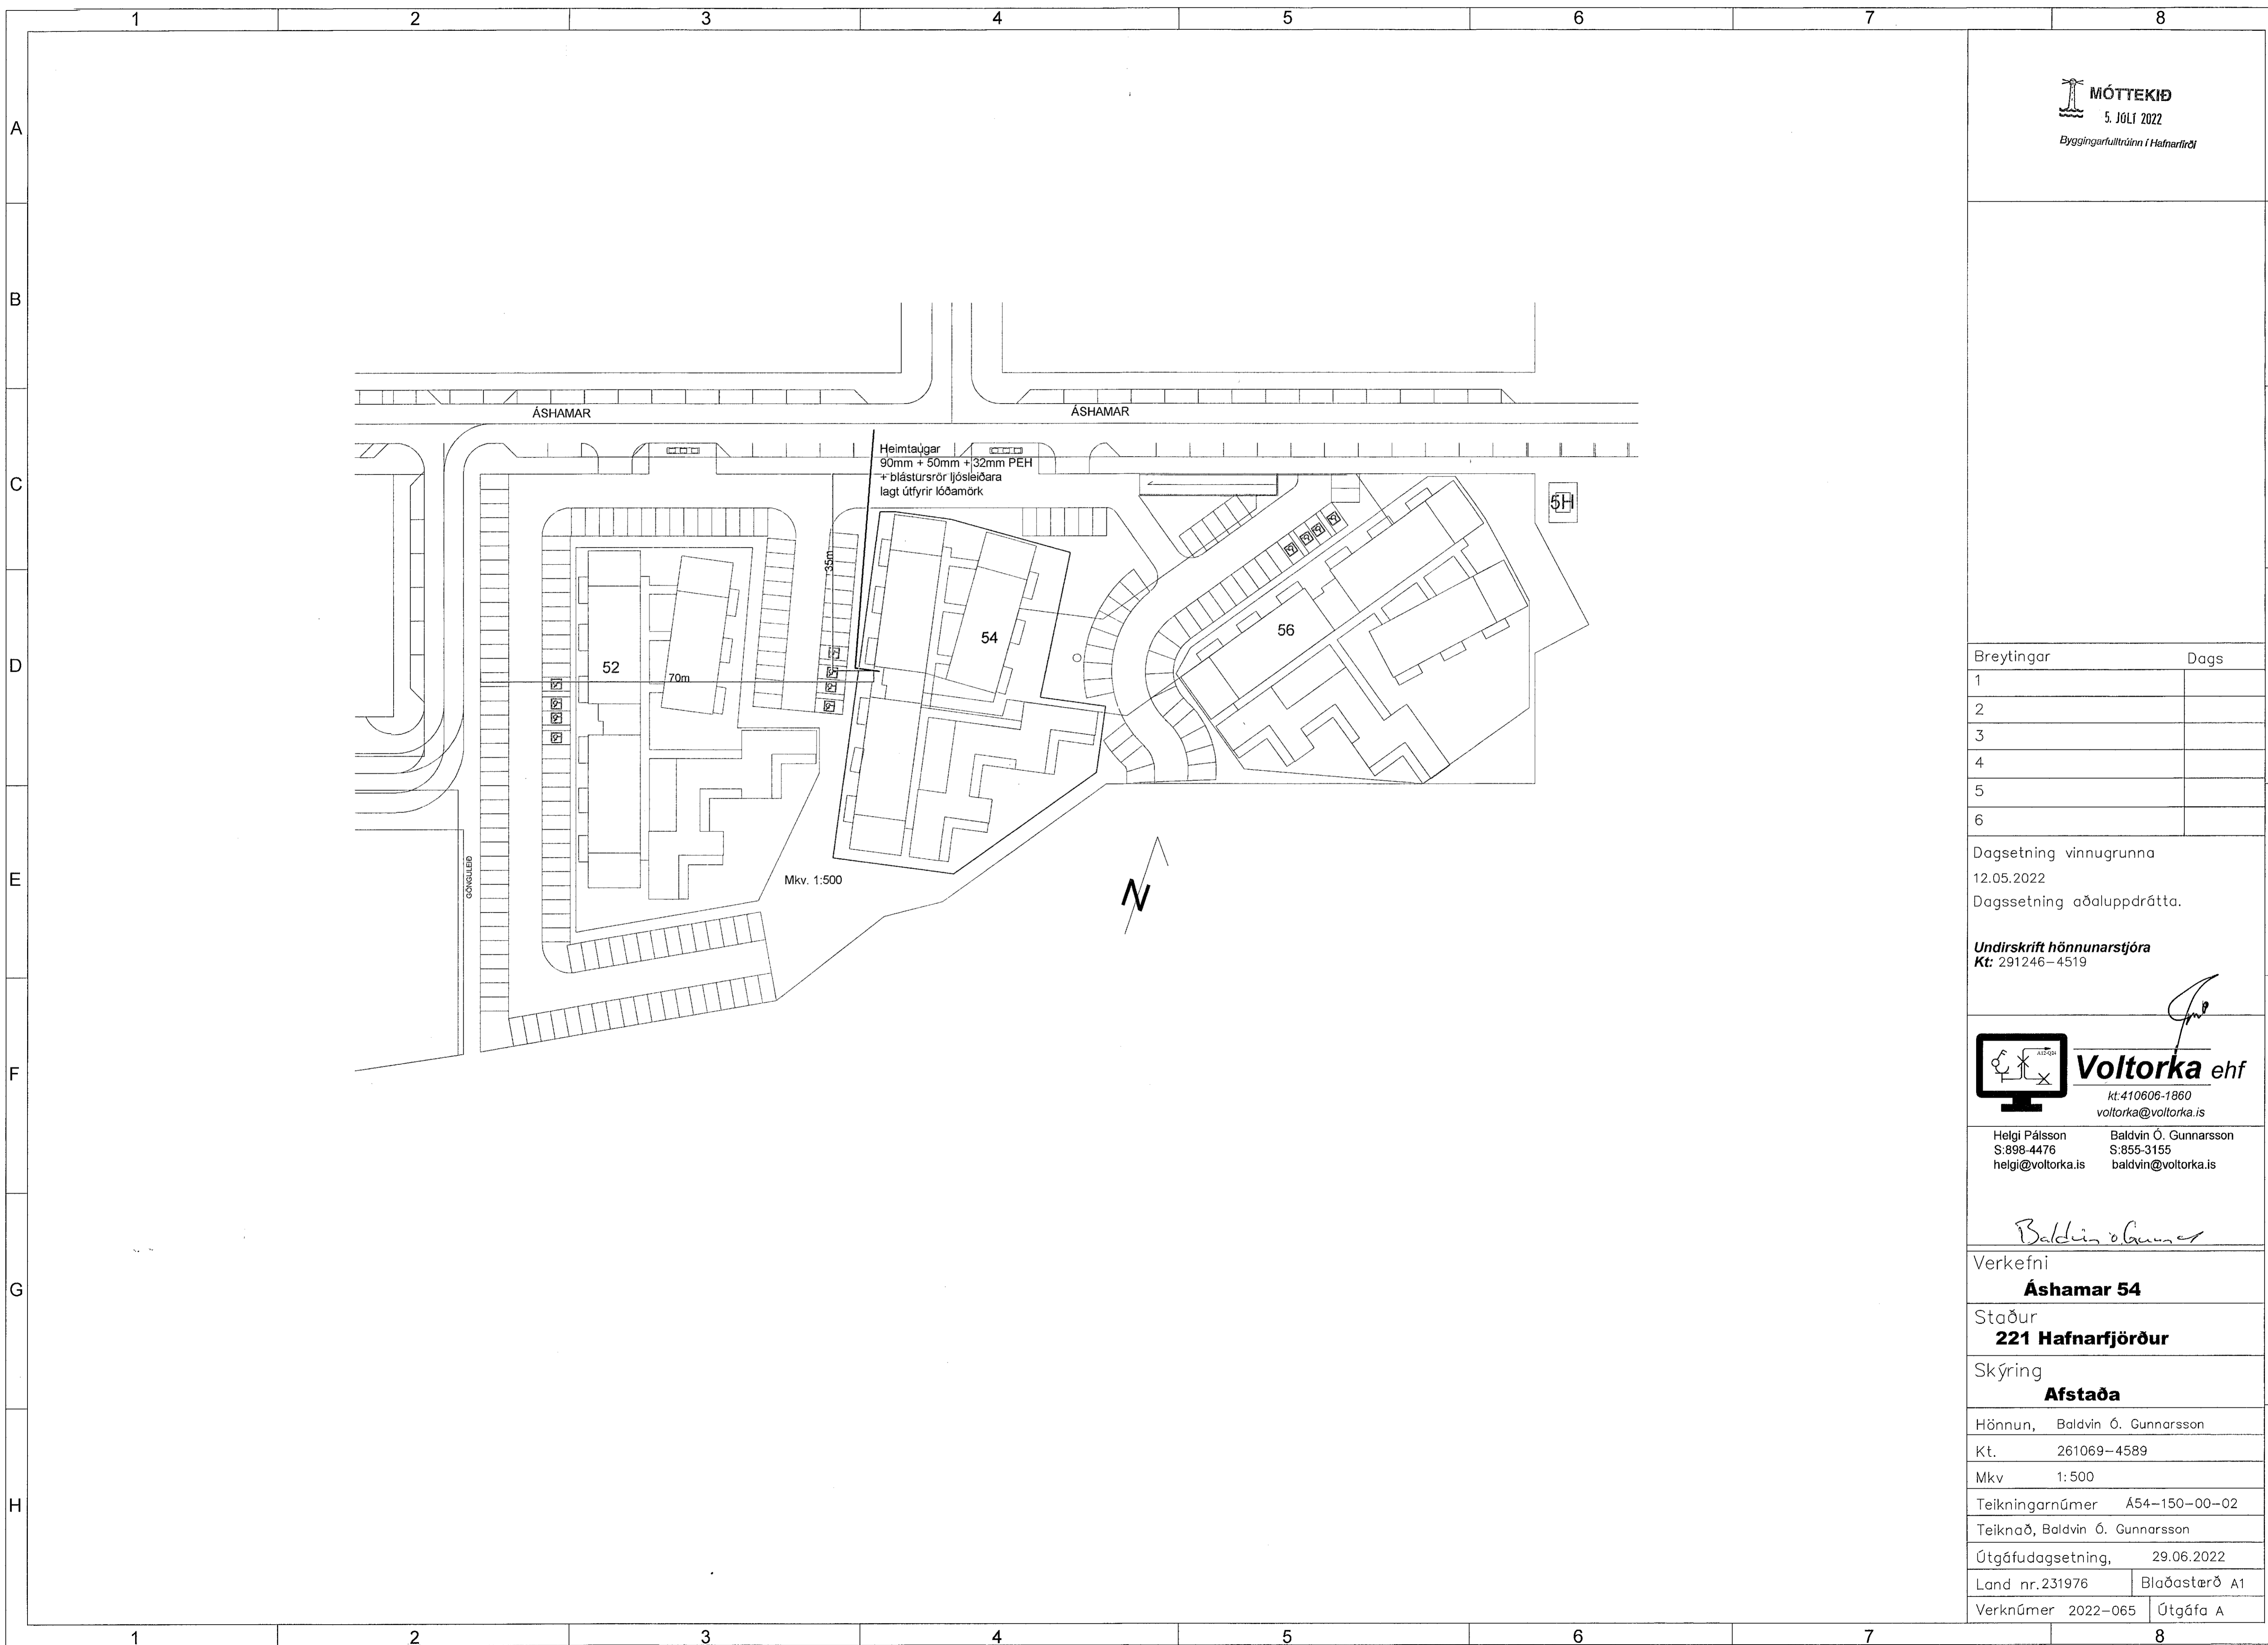 1 2 3 4 5 6 7 8
A
B
C
D
E
F
G
H
ÁSHAMAR
ÁSHAMAR
Heimtaugar
90mm + 50mm + 32mm PEH
+ blástursrör ljósleiðara
lagt útfyrir lóðamörk
5H
35m
52
54
56
70m
GÖNGULEIÐ
Mkv. 1:500
N
1 2 3 4 5 6 7 8
MÓTTEKIÐ
5. JÚLÍ 2022
Byggingarfulltrúinn í Hafnarfirði
Breytingar Dags
1
2
3
4
5
6
Dagsetning vinnugrunna
12.05.2022
Dagssetning aðaluppdrátta.
Undirskrift hönnunarstjóra
Kt: 291246-4519
Voltorka ehf
kt:410606-1860
voltorka@voltorka.is
Helgi Pálsson Baldvin Ó. Gunnarsson
S:898-4476 S:855-3155
helgi@voltorka.is baldvin@voltorka.is
Verkefni
Áshamar 54
Staður
221 Hafnarfjörður
Skýring
Afstaða
Hönnun, Baldvin Ó. Gunnarsson
Kt. 261069-4589
Mkv 1:500
Teikningarnúmer Á54-150-00-02
Teiknað, Baldvin Ó. Gunnarsson
Útgáfudagsetning, 29.06.2022
Land nr.231976 Blaðastærð A1
Verknúmer 2022-065 Útgáfa A